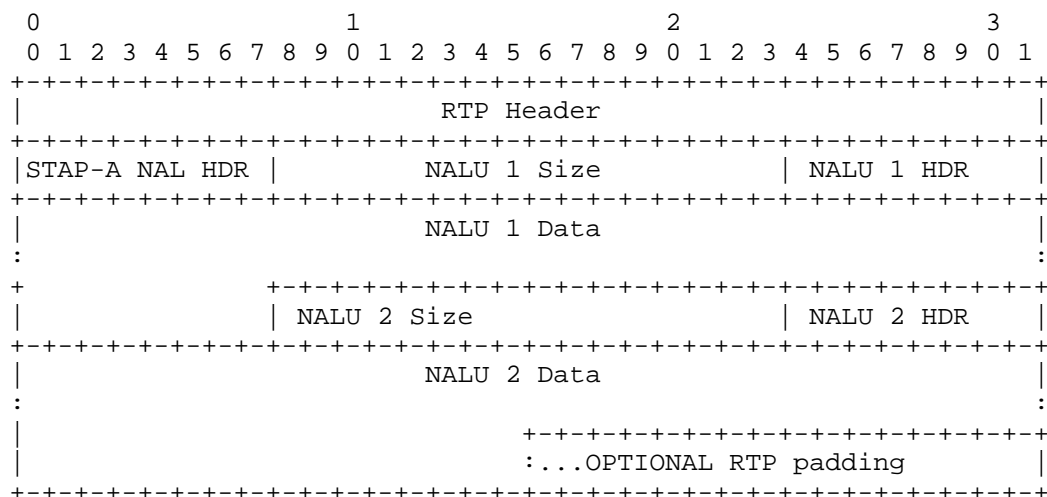 0                   1                   2                   3
 0 1 2 3 4 5 6 7 8 9 0 1 2 3 4 5 6 7 8 9 0 1 2 3 4 5 6 7 8 9 0 1
+-+-+-+-+-+-+-+-+-+-+-+-+-+-+-+-+-+-+-+-+-+-+-+-+-+-+-+-+-+-+-+-+
|                          RTP Header                           |
+-+-+-+-+-+-+-+-+-+-+-+-+-+-+-+-+-+-+-+-+-+-+-+-+-+-+-+-+-+-+-+-+
|STAP-A NAL HDR |         NALU 1 Size           | NALU 1 HDR    |
+-+-+-+-+-+-+-+-+-+-+-+-+-+-+-+-+-+-+-+-+-+-+-+-+-+-+-+-+-+-+-+-+
|                         NALU 1 Data                           |
:                                                               :
+               +-+-+-+-+-+-+-+-+-+-+-+-+-+-+-+-+-+-+-+-+-+-+-+-+
|               | NALU 2 Size                   | NALU 2 HDR    |
+-+-+-+-+-+-+-+-+-+-+-+-+-+-+-+-+-+-+-+-+-+-+-+-+-+-+-+-+-+-+-+-+
|                         NALU 2 Data                           |
:                                                               :
|                               +-+-+-+-+-+-+-+-+-+-+-+-+-+-+-+-+
|                               :...OPTIONAL RTP padding        |
+-+-+-+-+-+-+-+-+-+-+-+-+-+-+-+-+-+-+-+-+-+-+-+-+-+-+-+-+-+-+-+-+